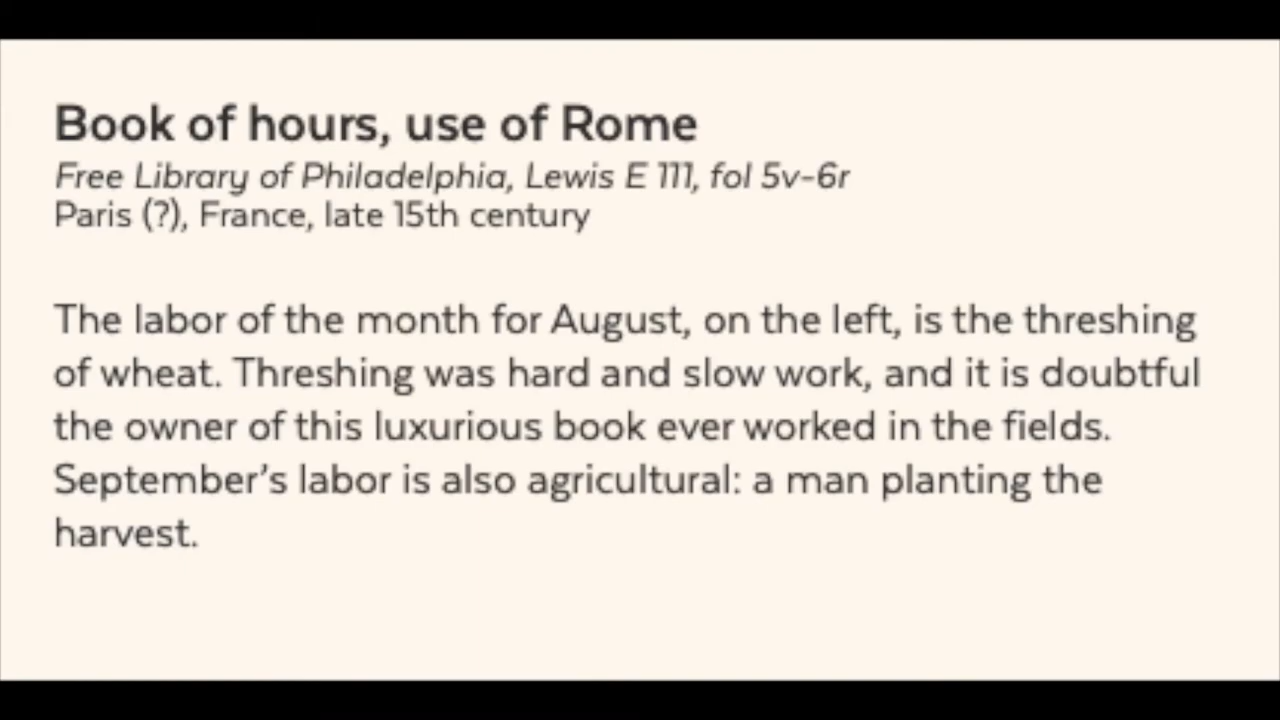 Book of hours, use of Rome
Free Library of Philadelphia, Lewis E 111, fol 5v-6r
Paris (?), France, late 15th century
The labor of the month for August, on the left, is the threshing
of wheat. Threshing was hard and slow work, and it is doubtful
the owner of this luxurious book ever worked in the fields.
September's labor is also agricultural: a man planting the
harvest.